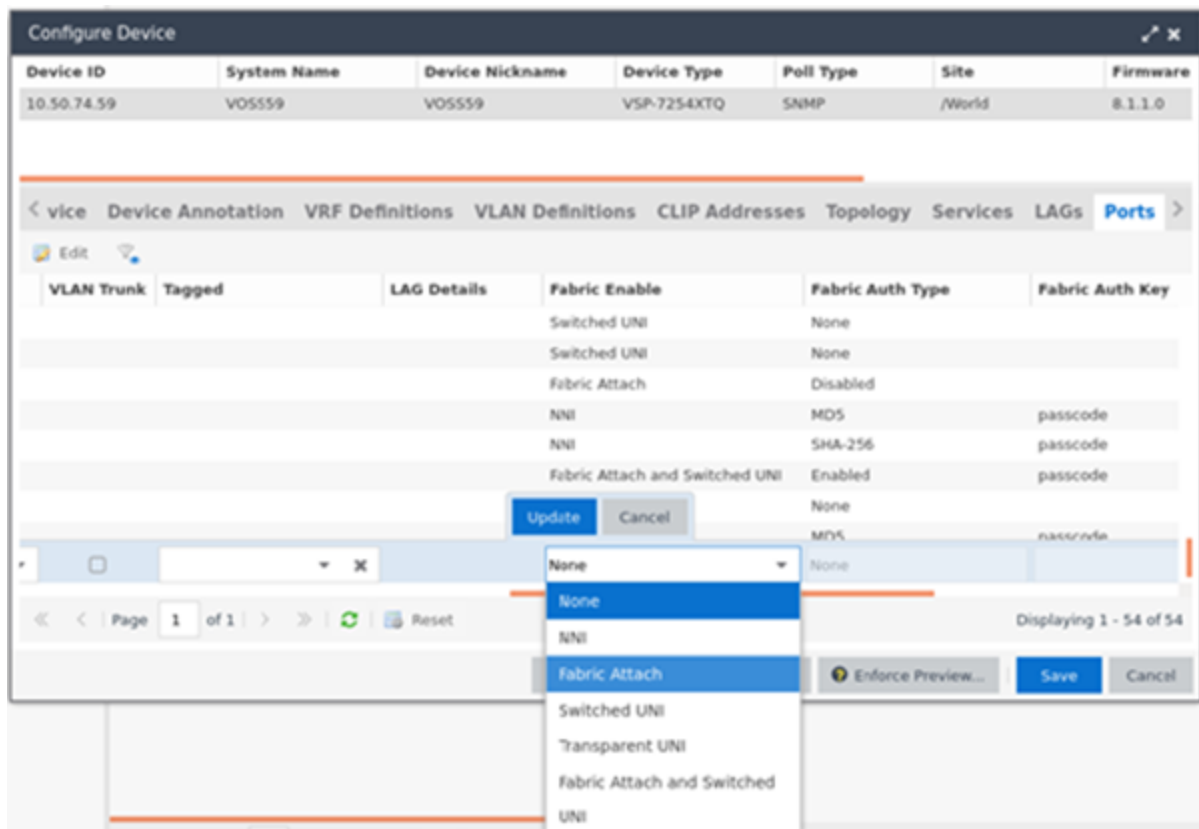 Configure Device
Device ID System Name Device Nickname Device Type Poll Type Site Firmware
10.50.74.59 VOSS59 VOSS59 VSP-7254XTQ SNMP /World 8.1.1.0
vice Device Annotation VRF Definitions VLAN Definitions CLIP Addresses Topology Services LAGs Ports
Edit
VLAN Trunk Tagged LAG Details Fabric Enable Fabric Auth Type Fabric Auth Key
Switched UNI None
Switched UNI None
Fabric Attach Disabled
NNI MD5 passcode
NNI SHA-256 passcode
Fabric Attach and Switched UNI Enabled passcode
None
Update Cancel
MD5 passcode
None None
None
Page 1 of 1 Reset Displaying 1 - 54 of 54
NNI
Fabric Attach Enforce Preview... Save Cancel
Switched UNI
Transparent UNI
Fabric Attach and Switched
UNI